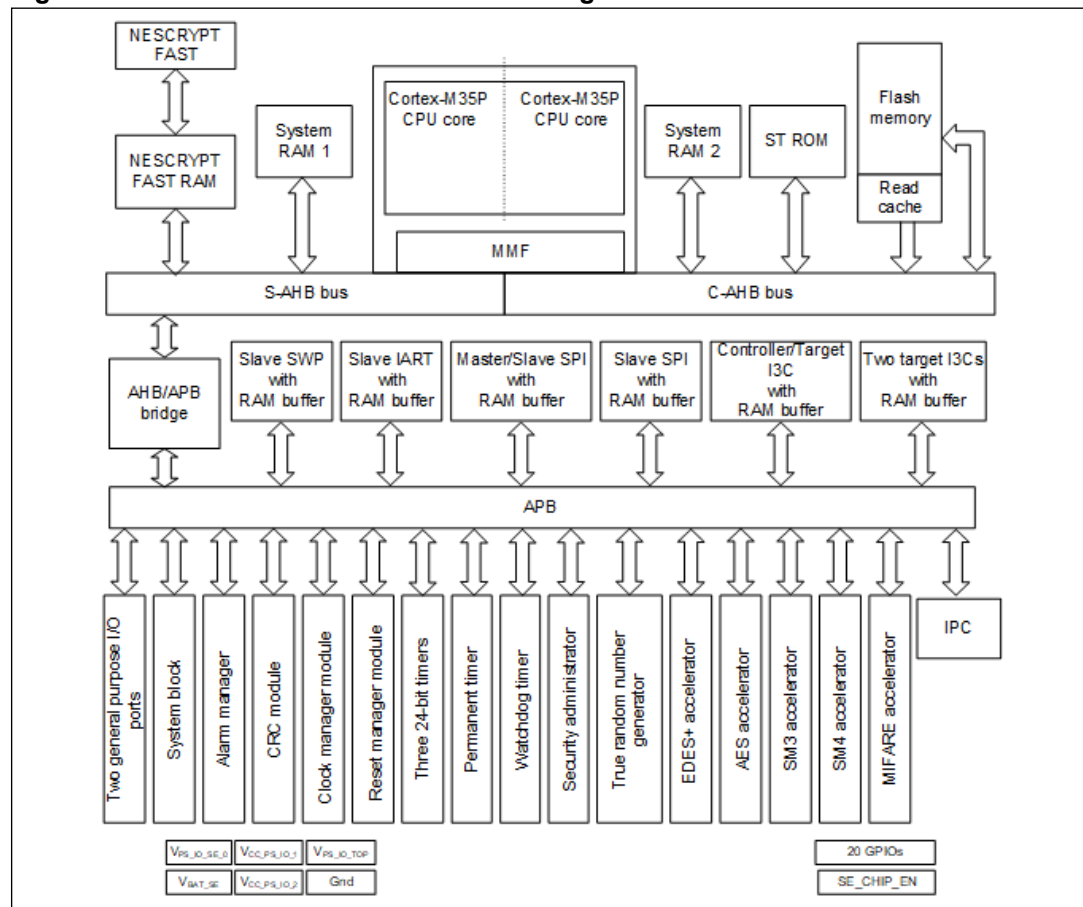 NESCRYPT
FAST
NESCRYPT
FAST RAM
System
RAM 1
Cortex-M35P
CPU core
Cortex-M35P
CPU core
MMF
System
RAM 2
ST ROM
Flash
memory
Read
cache
S-AHB bus
C-AHB bus
AHB/APB
bridge
Slave SWP
with
RAM buffer
Slave IART
with RAM
buffer
Master/Slave SPI
with
RAM buffer
Slave SPI
with
RAM buffer
Controller/Target
I3C
with
RAM buffer
Two target I3Cs
with
RAM buffer
APB
Two general purpose I/O
ports
System block
Alarm manager
CRC module
Clock manager module
Reset manager module
Three 24-bit timers
Permanent timer
Watchdog timer
Security administrator
True random number
generator
EDES+ accelerator
AES accelerator
SM3 accelerator
SM4 accelerator
MIFARE accelerator
IPC
VPS_IO_SE_0
VCC_PS_IO_1
VPS_IO_TOP
VBAT_SE
VCC_PS_IO_2
Gnd
20 GPIOs
SE_CHIP_EN